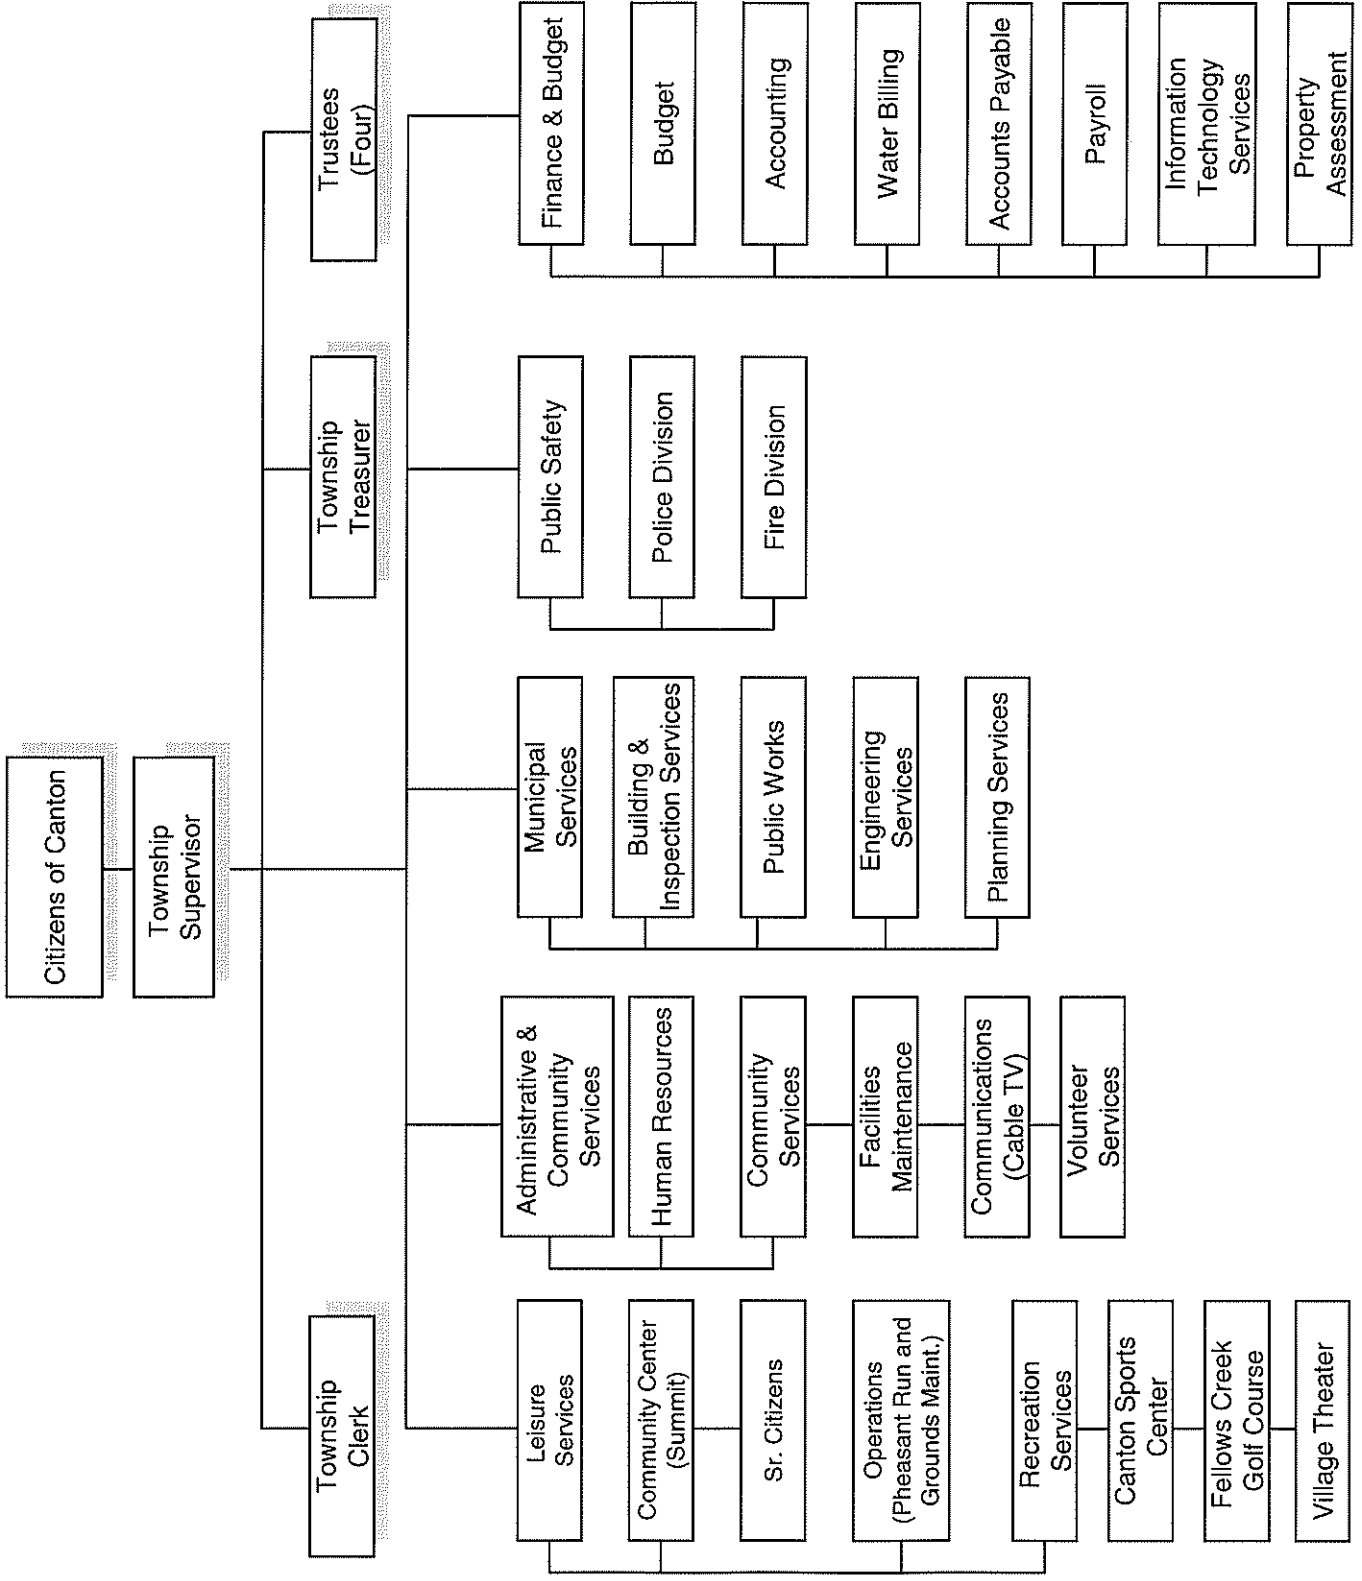 Citizens of Canton
Township
Supervisor
Township
Clerk
Township
Treasurer
Trustees
(Four)
Leisure
Services
Community Center
(Summit)
Sr. Citizens
Operations
(Pheasant Run and
Grounds Maint.)
Recreation
Services
Canton Sports
Center
Fellows Creek
Golf Course
Village Theater
Administrative &
Community
Services
Human Resources
Community
Services
Facilities
Maintenance
Communications
(Cable TV)
Volunteer
Services
Municipal
Services
Building &
Inspection Services
Public Works
Engineering
Services
Planning Services
Public Safety
Police Division
Fire Division
Finance & Budget
Budget
Accounting
Water Billing
Accounts Payable
Payroll
Information
Technology
Services
Property
Assessment